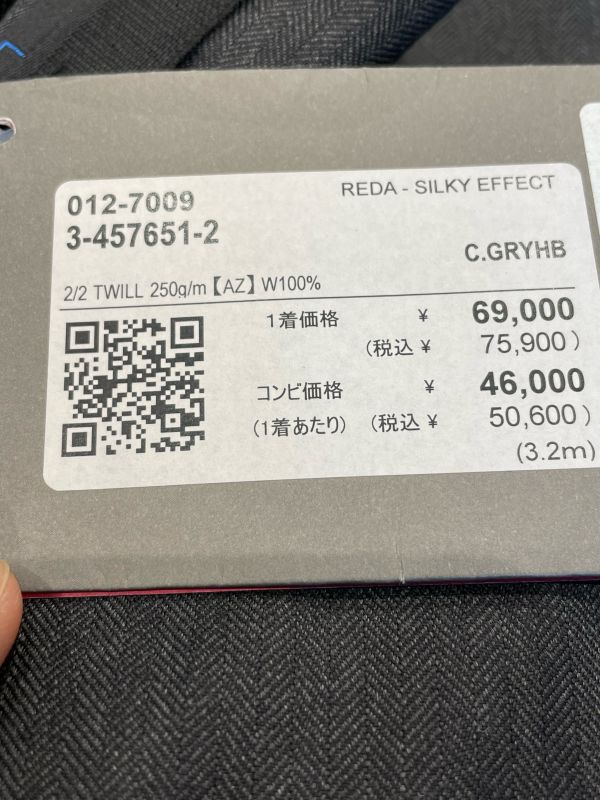 012-7009
REDA - SILKY EFFECT
3-457651-2
C.GRYHB
2/2 TWILL 250g/m【AZ】W100%
1着価格 ¥ 69,000
(税込 ¥ 75,900)
コンビ価格 ¥ 46,000
(1着あたり) (税込 ¥ 50,600)
(3.2m)